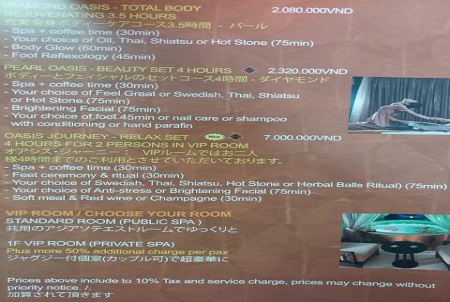 DIAMOND OASIS - TOTAL BODY
REJUVENATING 3.5 HOURS 2.080.000VND
完全変身ボディーケアコース3.5時間 - パール
- Spa + coffee time (30min)
- Your choice of Oil, Thai, Shiatsu or Hot Stone (75min)
- Body Glow (60min)
- Foot Reflexology (45min)
PEARL OASIS - BEAUTY SET 4 HOURS 2.320.000VND
ボディーとフェイシャルのセットコース4時間 - ダイヤモンド
- Spa + coffee time (30min)
- Your choice of Feel Great or Swedish, Thai, Shiatsu
or Hot Stone (75min)
- Brightening Facial (75min)
- Your choice of foot 45min or nail care or shampoo
with conditioning or hand parafin
OASIS JOURNEY - RELAX SET 7.000.000VND
4 HOURS FOR 2 PERSONS IN VIP ROOM
オアシス・ジャーニー VIPルームではお二人
様4時間までのご利用とさせていただいております。
- Spa + coffee time (30min)
- Feet ceremony & ritual (30min)
- Your choice of Swedish, Thai, Shiatsu, Hot Stone or Herbal Balls Ritual) (75min)
- Your choice of Anti-stress or Brightening Facial (75min)
- Soft meal & Red wine or Champagne (30min)
VIP ROOM / CHOOSE YOUR ROOM
STANDARD ROOM (PUBLIC SPA )
共用のアジアンテエストルームでゆっくりと
1F VIP ROOM (PRIVATE SPA)
Plus more 50% additional charge per pax
ジャグジー付個室(カップル可)で超豪華に
Prices above include to 10% Tax and service charge, prices may change without
priority notice. /.
加算されて頂きます